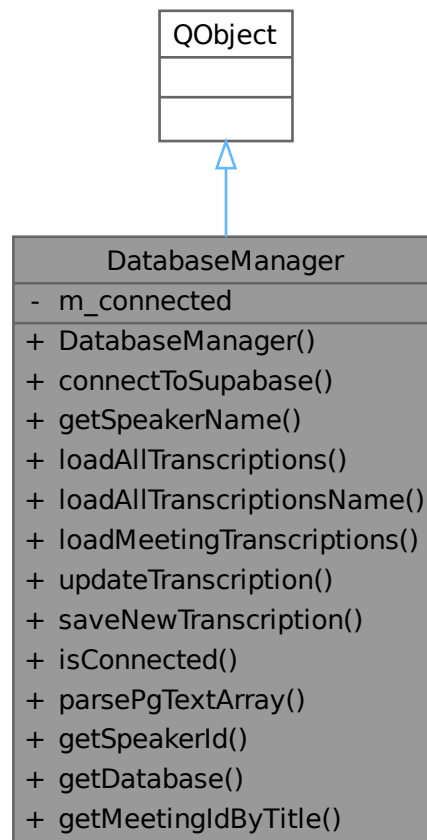 QObject
DatabaseManager
- m_connected
+ DatabaseManager()
+ connectToSupabase()
+ getSpeakerName()
+ loadAllTranscriptions()
+ loadAllTranscriptionsName()
+ loadMeetingTranscriptions()
+ updateTranscription()
+ saveNewTranscription()
+ isConnected()
+ parsePgTextArray()
+ getSpeakerId()
+ getDatabase()
+ getMeetingIdByTitle()